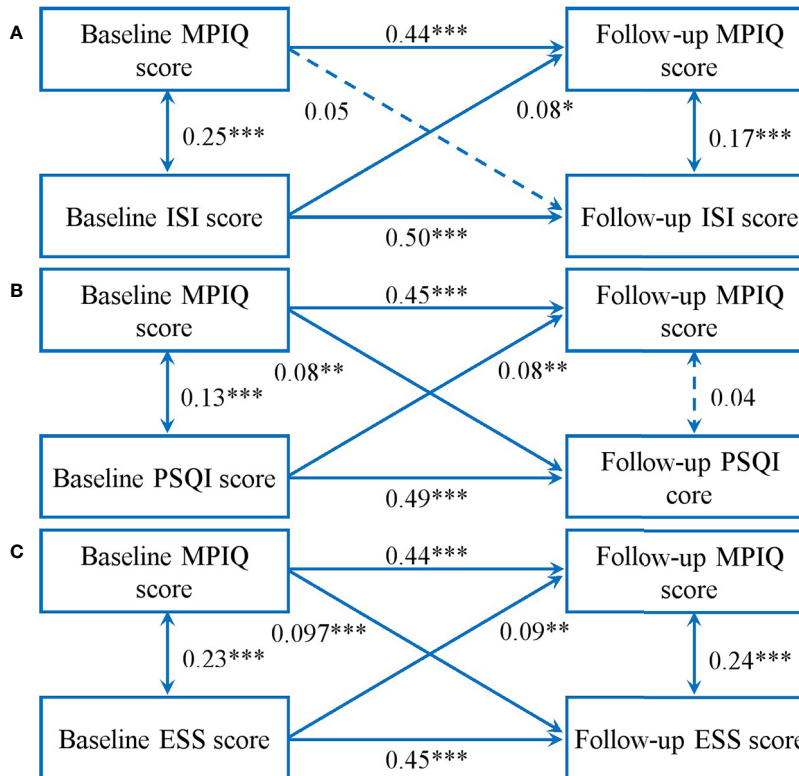 A
Baseline MPIQ
score
0.44***
Follow-up MPIQ
score
0.05
0.08*
0.25***
0.17***
Baseline ISI score
0.50***
Follow-up ISI score
B
Baseline MPIQ
score
0.45***
Follow-up MPIQ
score
0.08**
0.08**
0.13***
0.04
Baseline PSQI score
0.49***
Follow-up PSQI
core
C
Baseline MPIQ
score
0.44***
Follow-up MPIQ
score
0.097***
0.09**
0.23***
0.24***
Baseline ESS score
0.45***
Follow-up ESS score